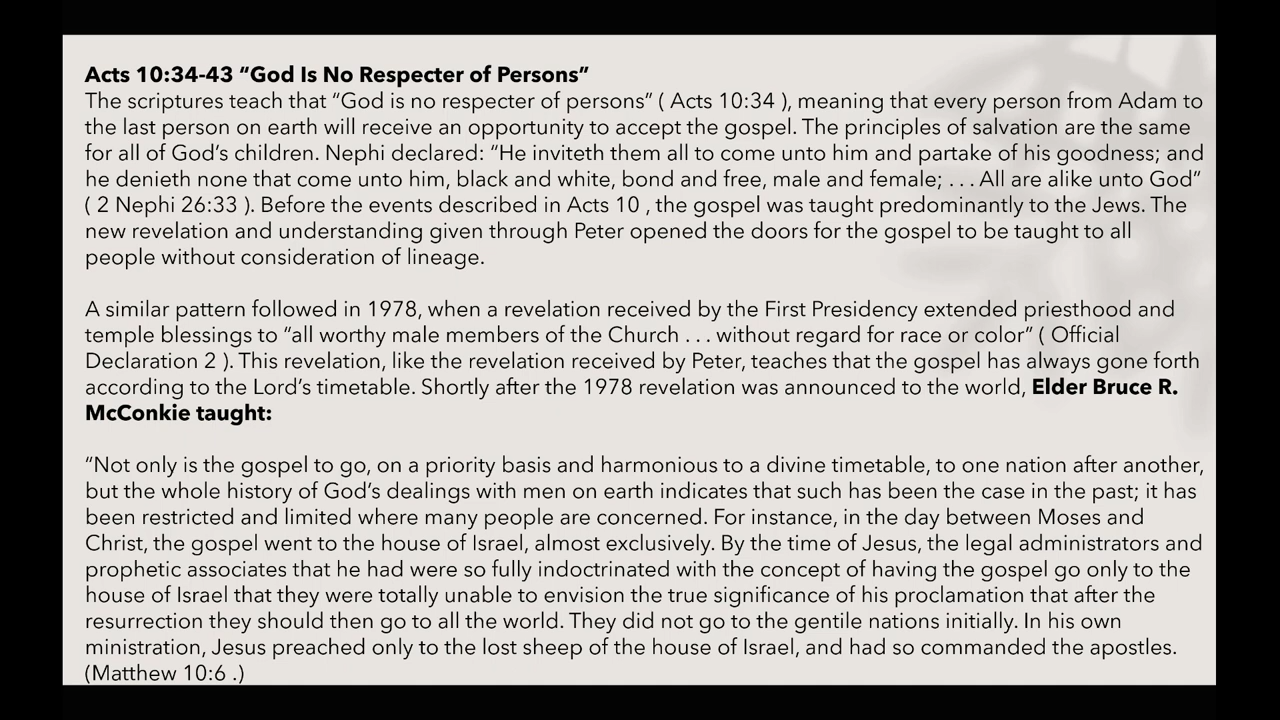 Acts 10:34-43 “God Is No Respecter of Persons”
The scriptures teach that “God is no respecter of persons” ( Acts 10:34 ), meaning that every person from Adam to
the last person on earth will receive an opportunity to accept the gospel. The principles of salvation are the same
for all of God’s children. Nephi declared: “He inviteth them all to come unto him and partake of his goodness; and
he denieth none that come unto him, black and white, bond and free, male and female; . . . All are alike unto God”
( 2 Nephi 26:33 ). Before the events described in Acts 10 , the gospel was taught predominantly to the Jews. The
new revelation and understanding given through Peter opened the doors for the gospel to be taught to all
people without consideration of lineage.
A similar pattern followed in 1978, when a revelation received by the First Presidency extended priesthood and
temple blessings to “all worthy male members of the Church . . . without regard for race or color” ( Official
Declaration 2 ). This revelation, like the revelation received by Peter, teaches that the gospel has always gone forth
according to the Lord’s timetable. Shortly after the 1978 revelation was announced to the world, Elder Bruce R.
McConkie taught:
“Not only is the gospel to go, on a priority basis and harmonious to a divine timetable, to one nation after another,
but the whole history of God’s dealings with men on earth indicates that such has been the case in the past; it has
been restricted and limited where many people are concerned. For instance, in the day between Moses and
Christ, the gospel went to the house of Israel, almost exclusively. By the time of Jesus, the legal administrators and
prophetic associates that he had were so fully indoctrinated with the concept of having the gospel go only to the
house of Israel that they were totally unable to envision the true significance of his proclamation that after the
resurrection they should then go to all the world. They did not go to the gentile nations initially. In his own
ministration, Jesus preached only to the lost sheep of the house of Israel, and had so commanded the apostles.
(Matthew 10:6 .)